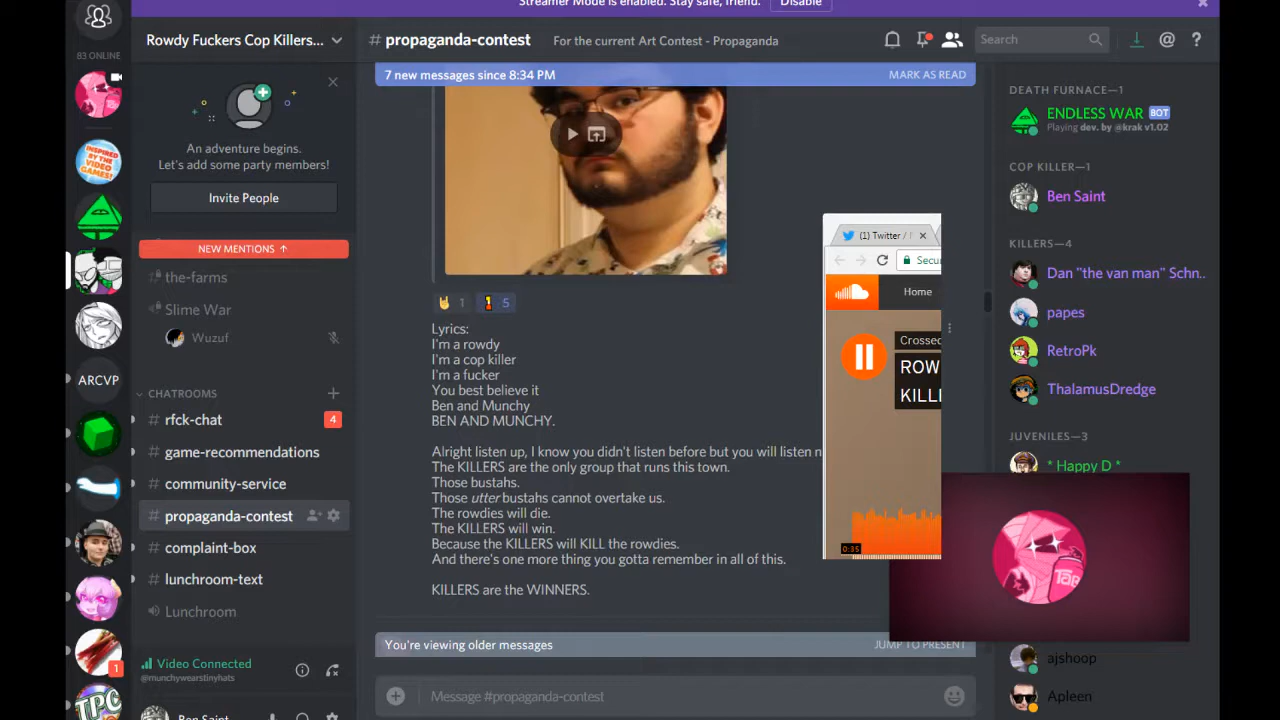 Streamer Mode is enabled. Stay safe, friend.
Disable
83 ONLINE
Rowdy Fuckers Cop Killers...
# propaganda-contest
For the current Art Contest - Propaganda
Search
7 new messages since 8:34 PM
MARK AS READ
An adventure begins.
Let's add some party members!
Invite People
NEW MENTIONS
the-farms
Slime War
Wuzuf
CHATROOMS
# rfck-chat
4
# game-recommendations
# community-service
# propaganda-contest
# complaint-box
# lunchroom-text
Lunchroom
Video Connected
@munchywearstinyhats
Ben Saint
INSPIRED
BY THE
VIDEO
GAMES!
ARCVP
1
TPC
1
5
Lyrics:
I'm a rowdy
I'm a cop killer
I'm a fucker
You best believe it
Ben and Munchy
BEN AND MUNCHY.
Alright listen up, I know you didn't listen before but you will listen n
The KILLERS are the only group that runs this town.
Those bustahs.
Those utter bustahs cannot overtake us.
The rowdies will die.
The KILLERS will win.
Because the KILLERS will KILL the rowdies.
And there's one more thing you gotta remember in all of this.
KILLERS are the WINNERS.
You're viewing older messages
JUMP TO PRESENT
Message #propaganda-contest
(1) Twitter /
Secu
Home
Crossed
ROW
KILL
0:35
DEATH FURNACE—1
ENDLESS WAR BOT
Playing dev. by @krak v1.02
COP KILLER—1
Ben Saint
KILLERS—4
Dan "the van man" Schn..
papes
RetroPk
ThalamusDredge
JUVENILES—3
* Happy D *
TaB
ajshoop
Apleen